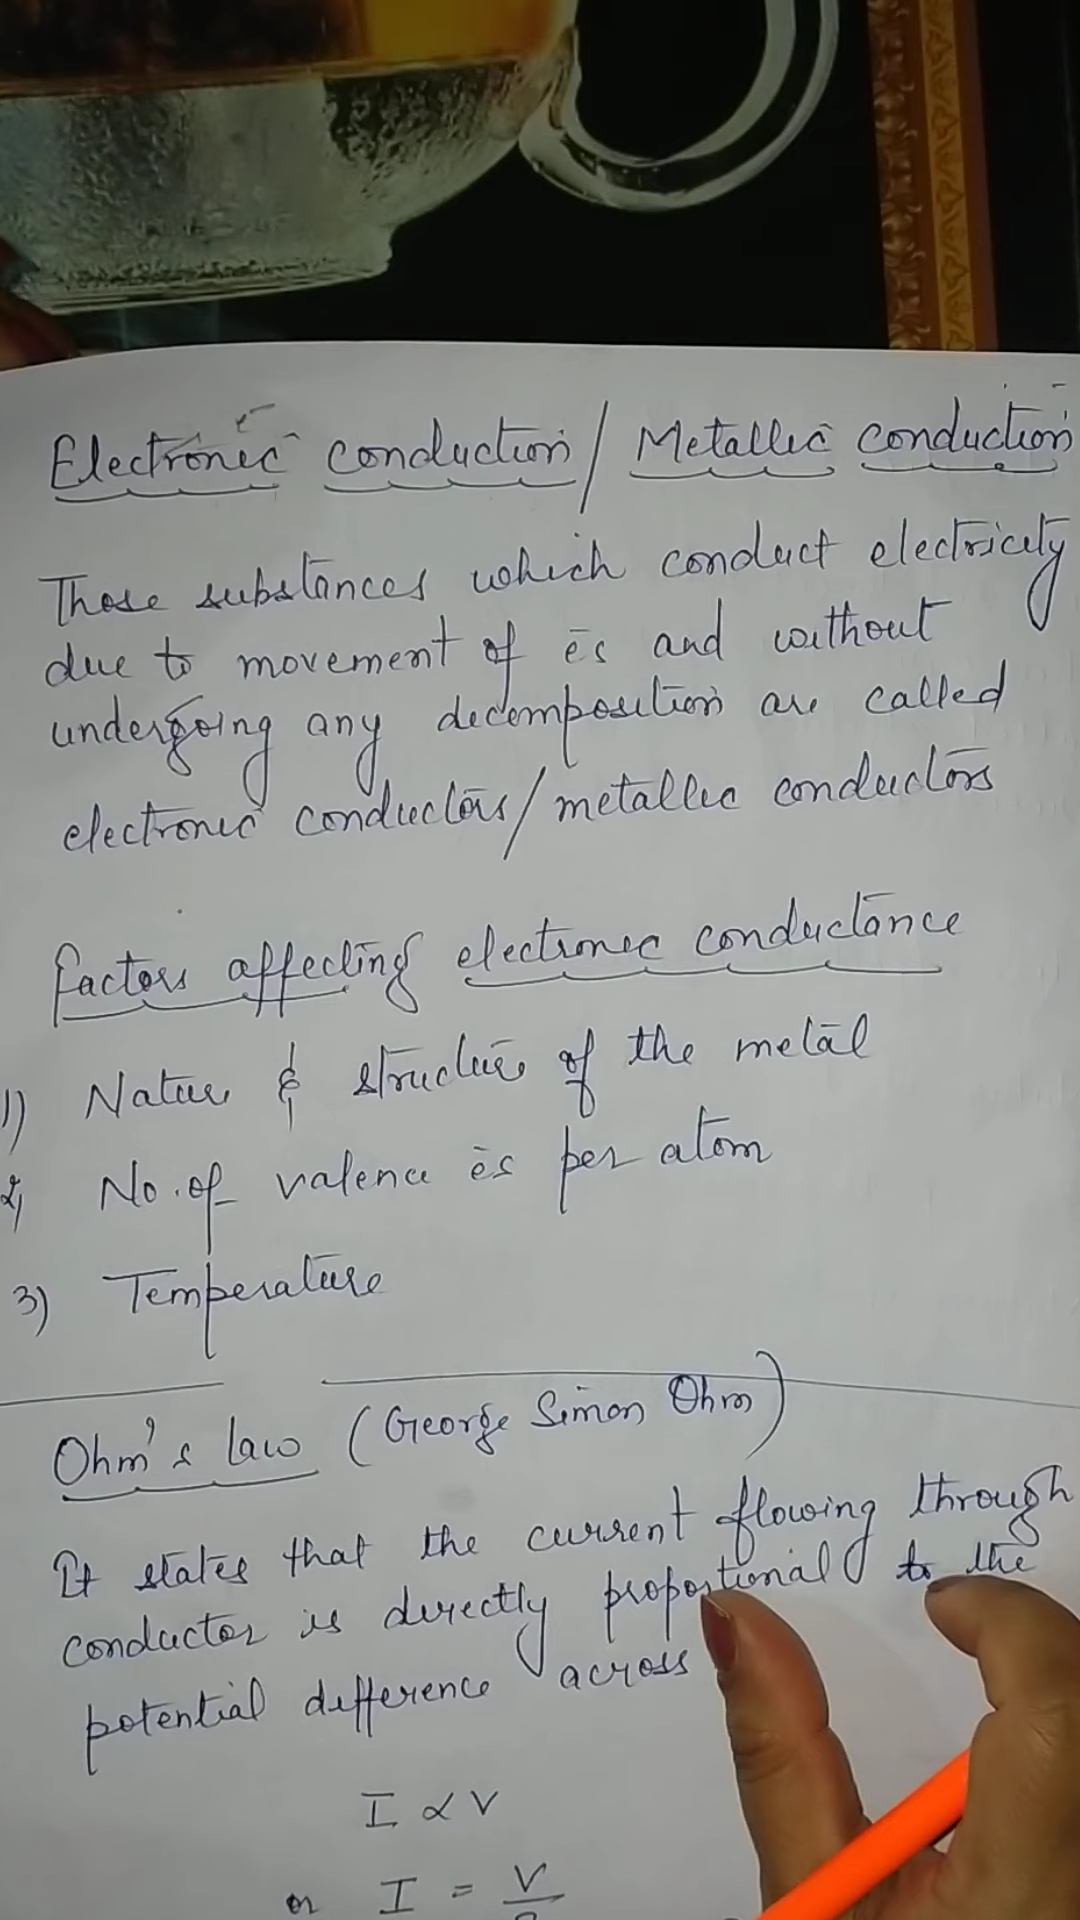 Electronic conduction / Metallic conduction
Those substances which conduct electricity
due to movement of ēs and without
undergoing any decomposition are called
electronic conductors/metallic conductors
factors affecting electronic conductance
1) Nature & structure of the metal
2) No. of valence ēs per atom
3) Temperature
Ohm's law (George Simon Ohm)
It states that the current flowing through
conductor is directly proportional to the
potential difference across
I ∝ V
or I = V